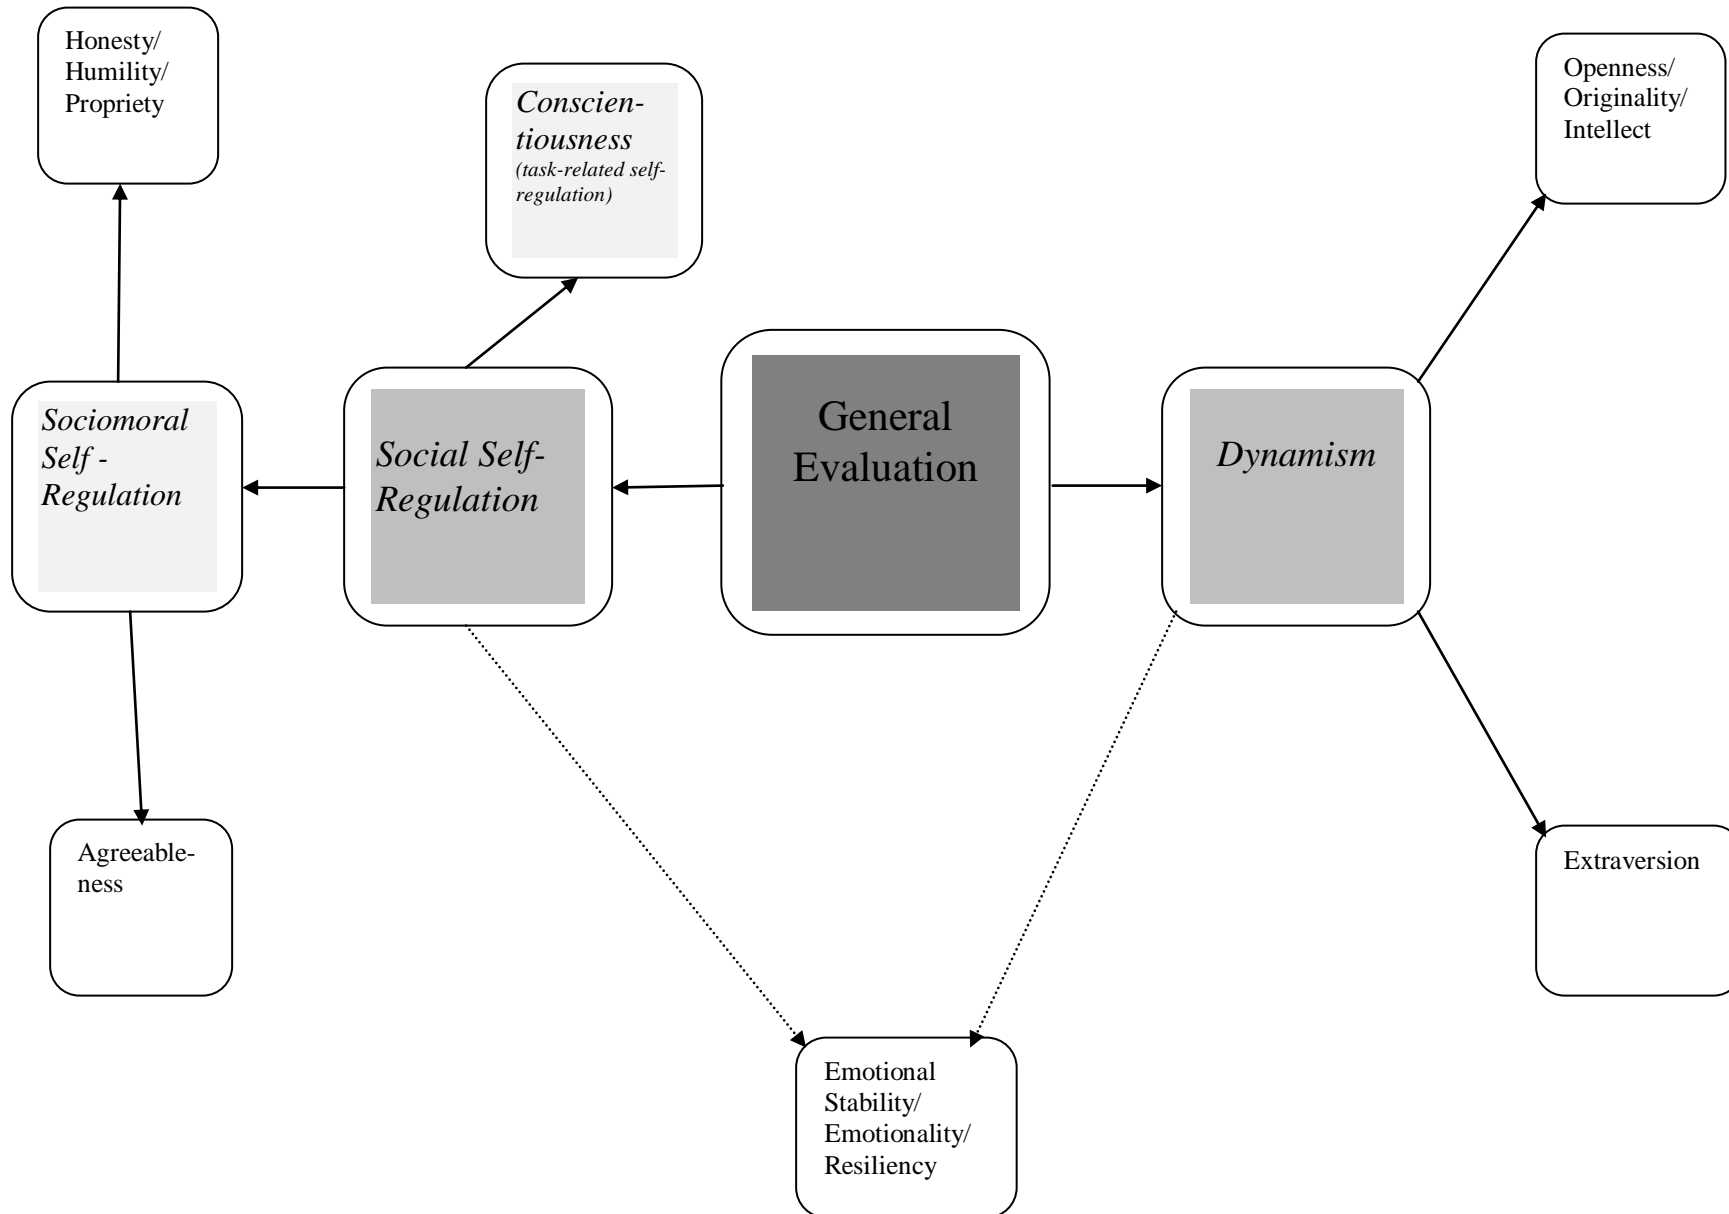 Honesty/
Humility/
Propriety
Conscien-
tiousness
(task-related self-
regulation)
Openness/
Originality/
Intellect
Sociomoral
Self -
Regulation
Social Self-
Regulation
General
Evaluation
Dynamism
Agreeable-
ness
Extraversion
Emotional
Stability/
Emotionality/
Resiliency